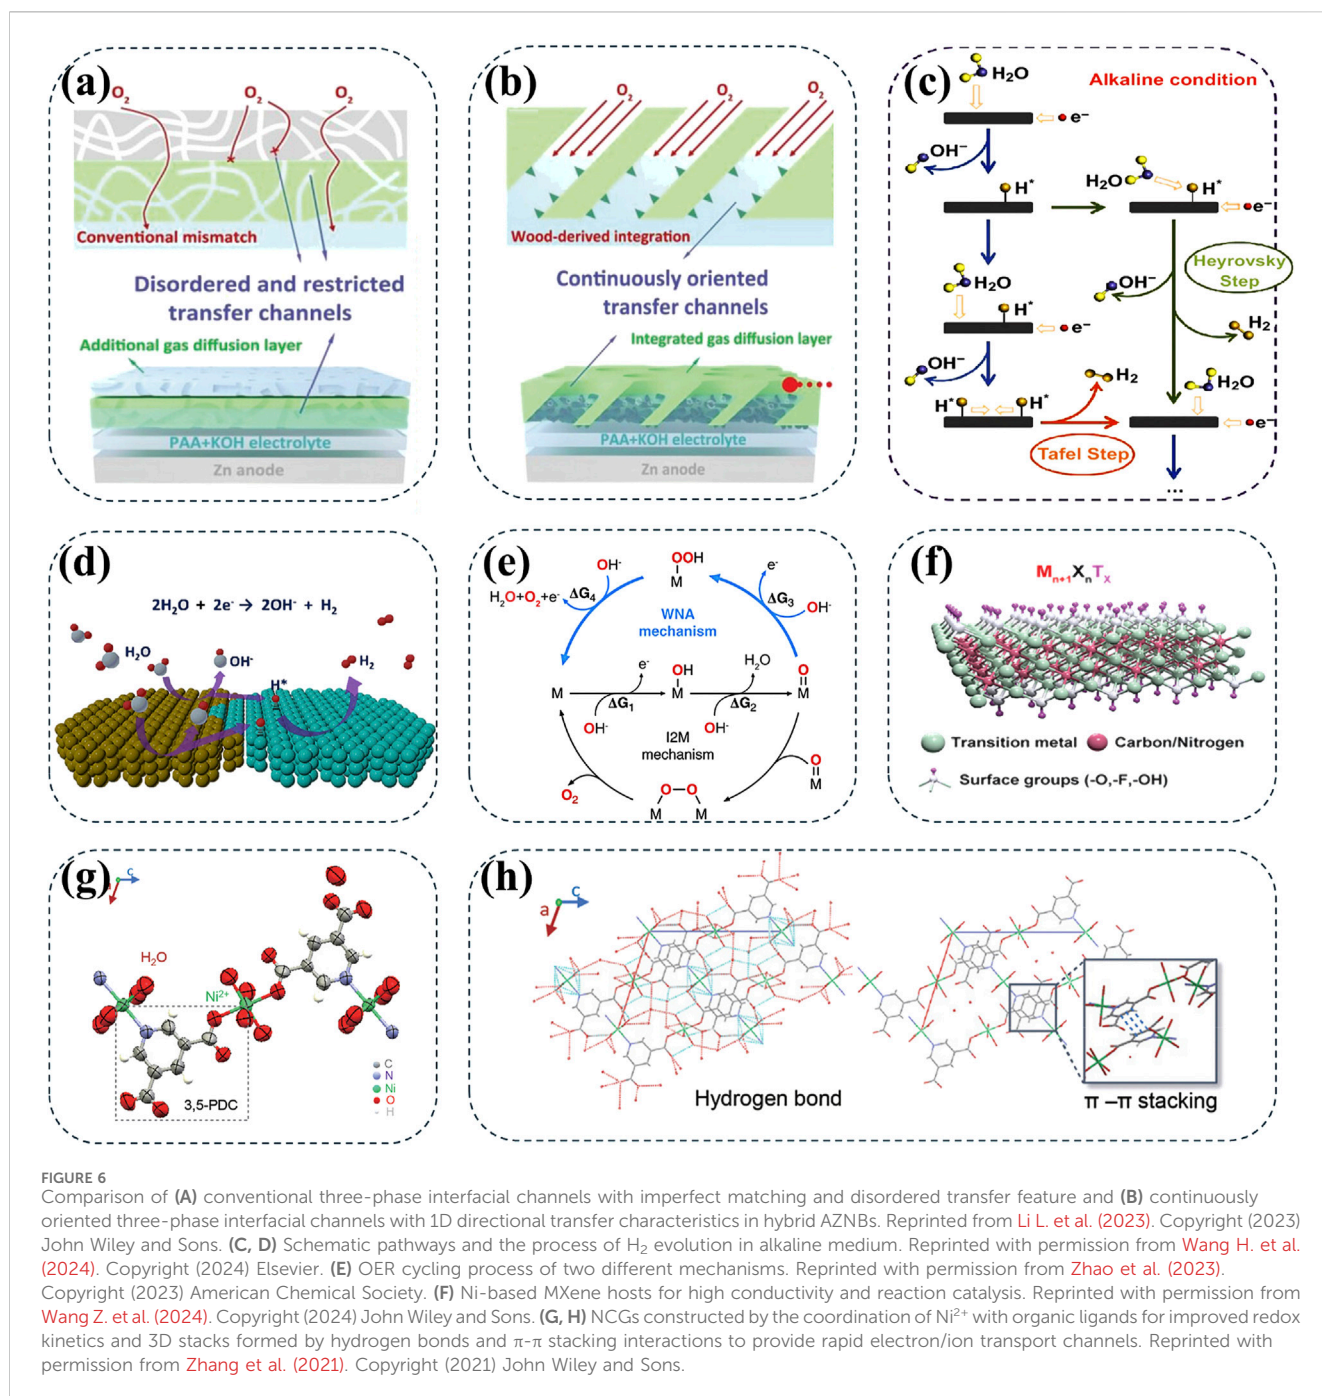 (a)
O2 O2 O2
Conventional mismatch
Disordered and restricted
transfer channels
Additional gas diffusion layer
PAA+KOH electrolyte
Zn anode
(b)
O2 O2 O2
Wood-derived integration
Continuously oriented
transfer channels
Integrated gas diffusion layer
PAA+KOH electrolyte
Zn anode
(c)
H2O
Alkaline condition
e⁻
OH⁻
H*
H2O
H*
e⁻
H2O
H*
e⁻
OH⁻
Heyrovsky
Step
OH⁻
H2
H2
H2O
H* H*
e⁻
Tafel Step
...
(d)
2H2O + 2e⁻ → 2OH⁻ + H2
H2O
OH⁻
H2
H*
(e)
OOH
M
OH⁻
e⁻
H2O+O2+e⁻
ΔG4
ΔG3
OH⁻
WNA
mechanism
e⁻
OH
M
H2O
O
M
M
ΔG1
ΔG2
OH⁻
OH⁻
I2M
mechanism
O
M
O2
O O
M M
(f)
Mn+1XnTX
Transition metal
Carbon/Nitrogen
Surface groups (-O,-F,-OH)
(g)
c
H2O
Ni2+
3,5-PDC
C
N
Ni
O
H
(h)
a
c
Hydrogen bond
π –π stacking
FIGURE 6
Comparison of (A) conventional three-phase interfacial channels with imperfect matching and disordered transfer feature and (B) continuously
oriented three-phase interfacial channels with 1D directional transfer characteristics in hybrid AZNBs. Reprinted from Li L. et al. (2023). Copyright (2023)
John Wiley and Sons. (C, D) Schematic pathways and the process of H2 evolution in alkaline medium. Reprinted with permission from Wang H. et al.
(2024). Copyright (2024) Elsevier. (E) OER cycling process of two different mechanisms. Reprinted with permission from Zhao et al. (2023).
Copyright (2023) American Chemical Society. (F) Ni-based MXene hosts for high conductivity and reaction catalysis. Reprinted with permission from
Wang Z. et al. (2024). Copyright (2024) John Wiley and Sons. (G, H) NCGs constructed by the coordination of Ni2+ with organic ligands for improved redox
kinetics and 3D stacks formed by hydrogen bonds and π-π stacking interactions to provide rapid electron/ion transport channels. Reprinted with
permission from Zhang et al. (2021). Copyright (2021) John Wiley and Sons.